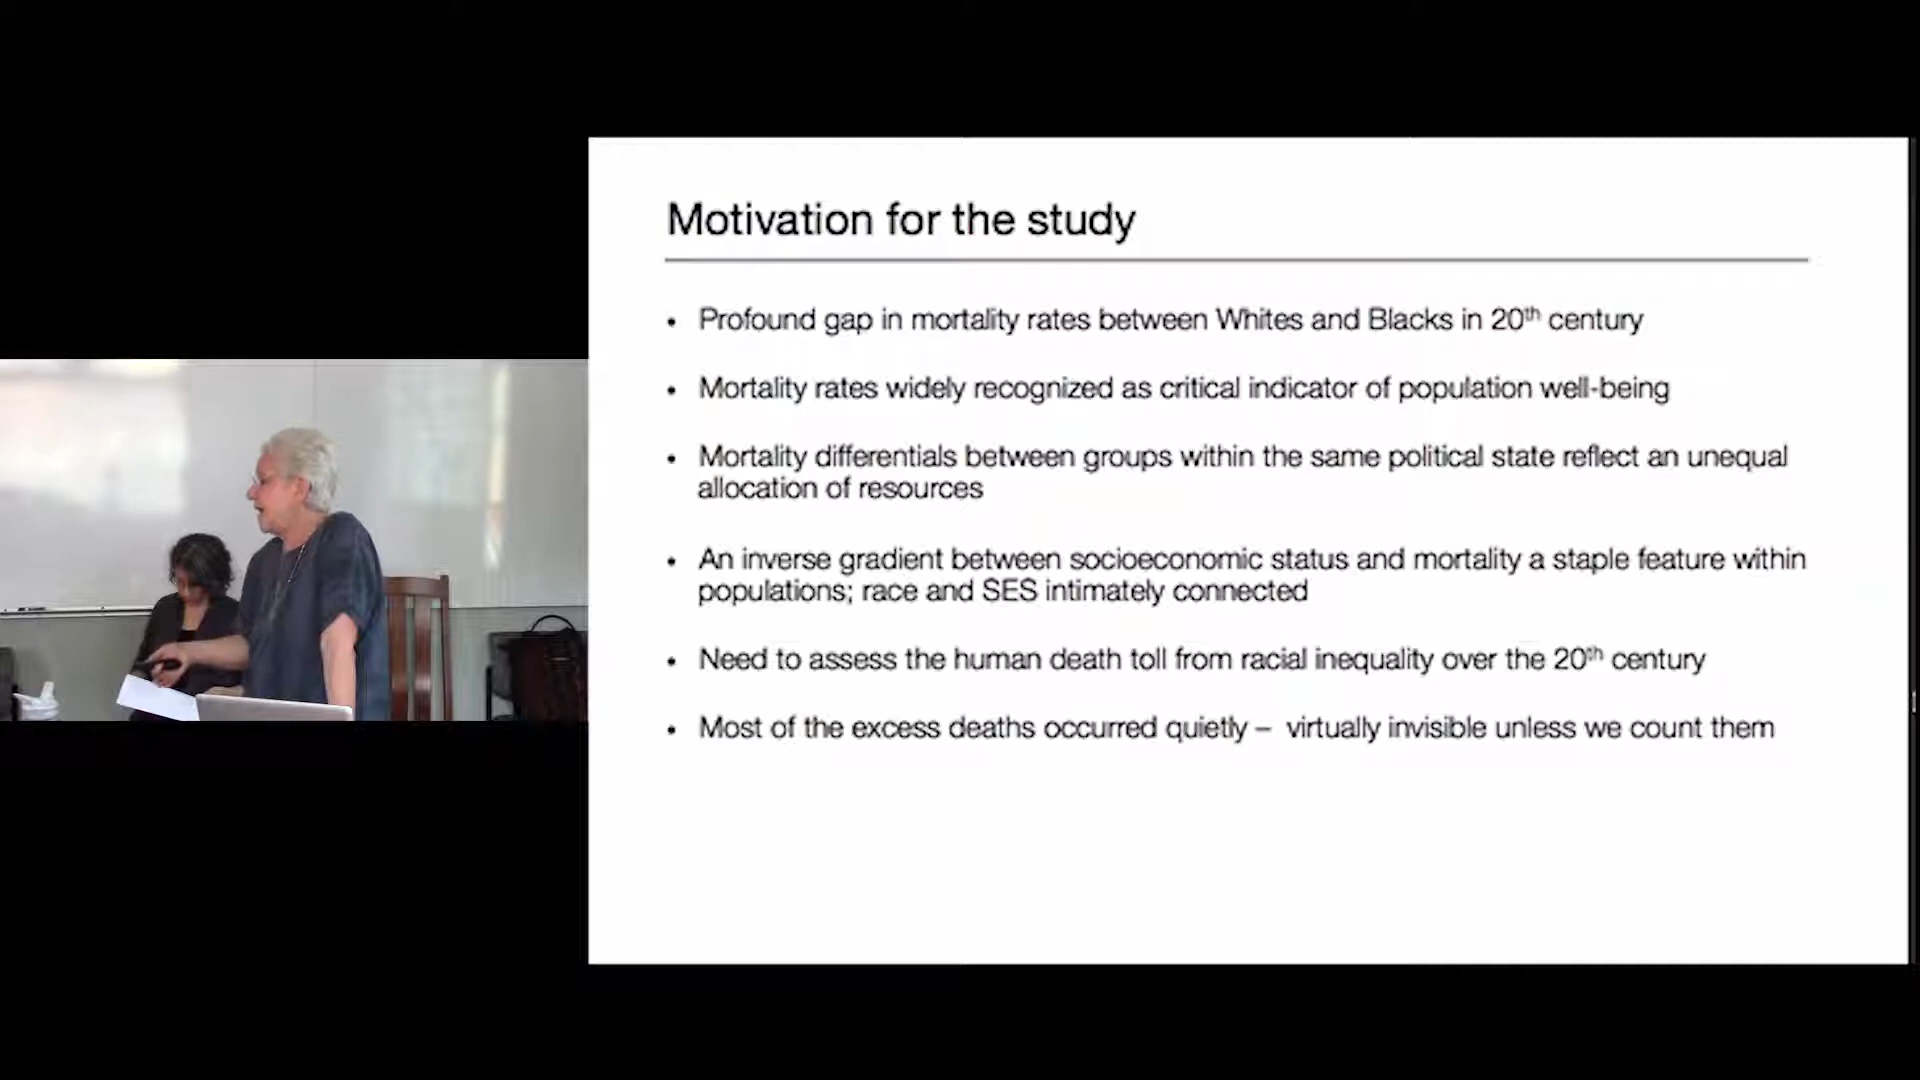 Motivation for the study
• Profound gap in mortality rates between Whites and Blacks in 20th century
• Mortality rates widely recognized as critical indicator of population well-being
• Mortality differentials between groups within the same political state reflect an unequal
allocation of resources
• An inverse gradient between socioeconomic status and mortality a staple feature within
populations; race and SES intimately connected
• Need to assess the human death toll from racial inequality over the 20th century
• Most of the excess deaths occurred quietly – virtually invisible unless we count them